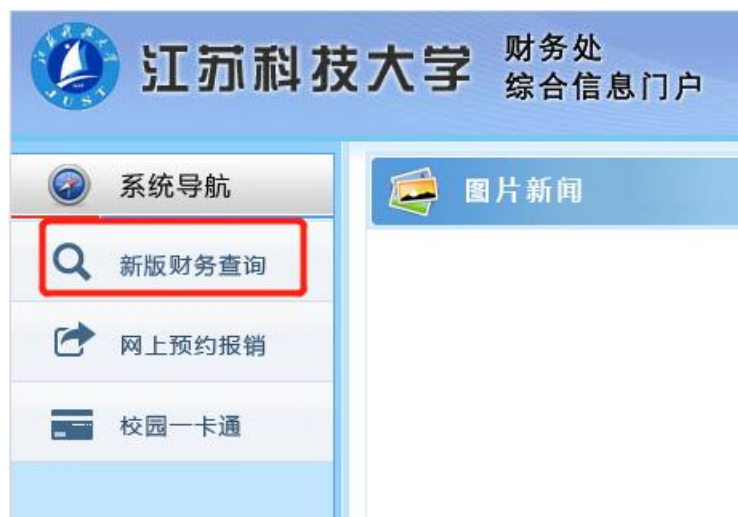 江苏科技大学
财务处
综合信息门户
JUST
系统导航
图片新闻
新版财务查询
网上预约报销
校园一卡通